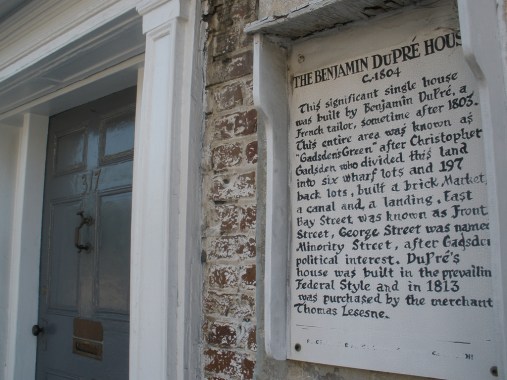 THE BENJAMIN DUPRÉ HOUS
C.1804
This significant single house
was built by Benjamin DuPré, a
French tailor, sometime after 1803.
This entire area was known as
"Gadsden's Green" after Christopher
Gadsden who divided this land
into six wharf lots and 197
back lots, built a brick Market,
a canal and, a landing. East
Bay Street was known as Front
Street, George Street was named
Minority Street, after Gadsden
political interest. DuPré's
house was built in the prevailin
Federal Style and in 1813
was purchased by the merchant
Thomas Lesesne.
317